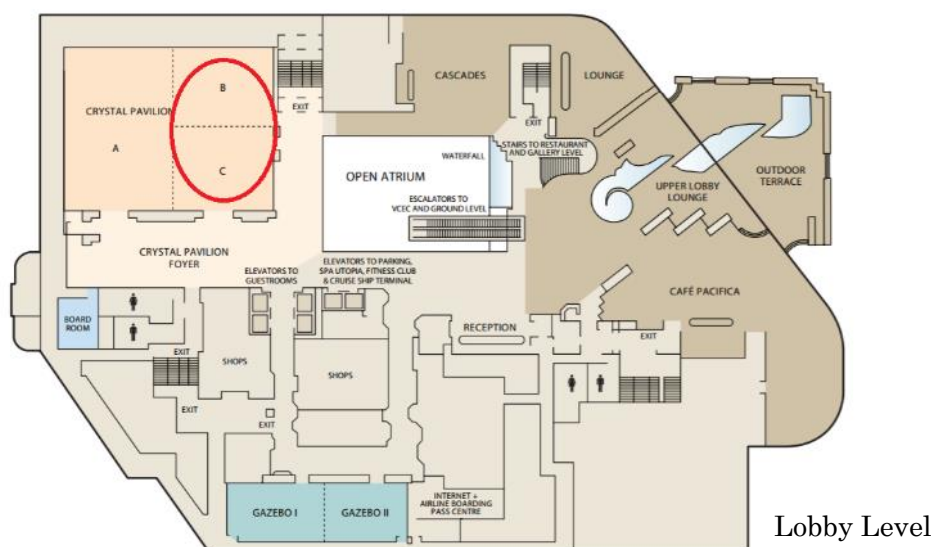 CASCADES
LOUNGE
B
EXIT
CRYSTAL PAVILION
A
C
EXIT
STAIRS TO RESTAURANT
AND GALLERY LEVEL
WATERFALL
OPEN ATRIUM
OUTDOOR
TERRACE
UPPER LOBBY
LOUNGE
ESCALATORS TO
VCEC AND GROUND LEVEL
CRYSTAL PAVILION
FOYER
ELEVATORS TO
GUESTROOMS
ELEVATORS TO PARKING,
SPA UTOPIA, FITNESS CLUB
& CRUISE SHIP TERMINAL
CAFÉ PACIFICA
BOARD
ROOM
RECEPTION
EXIT
EXIT
SHOPS
SHOPS
EXIT
EXIT
GAZEBO I
GAZEBO II
INTERNET +
AIRLINE BOARDING
PASS CENTRE
Lobby Level